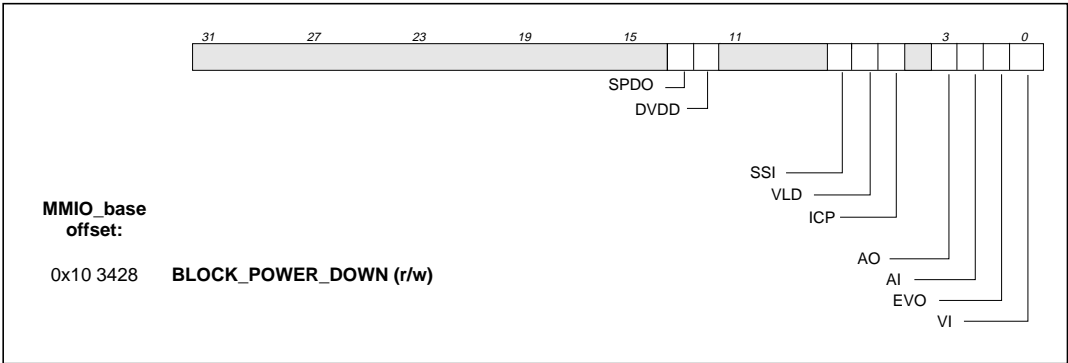 31 27 23 19 15 11 3 0
SPDO
DVDD
SSI
VLD
MMIO_base
offset:
ICP
AO
0x10 3428 BLOCK_POWER_DOWN (r/w)
AI
EVO
VI